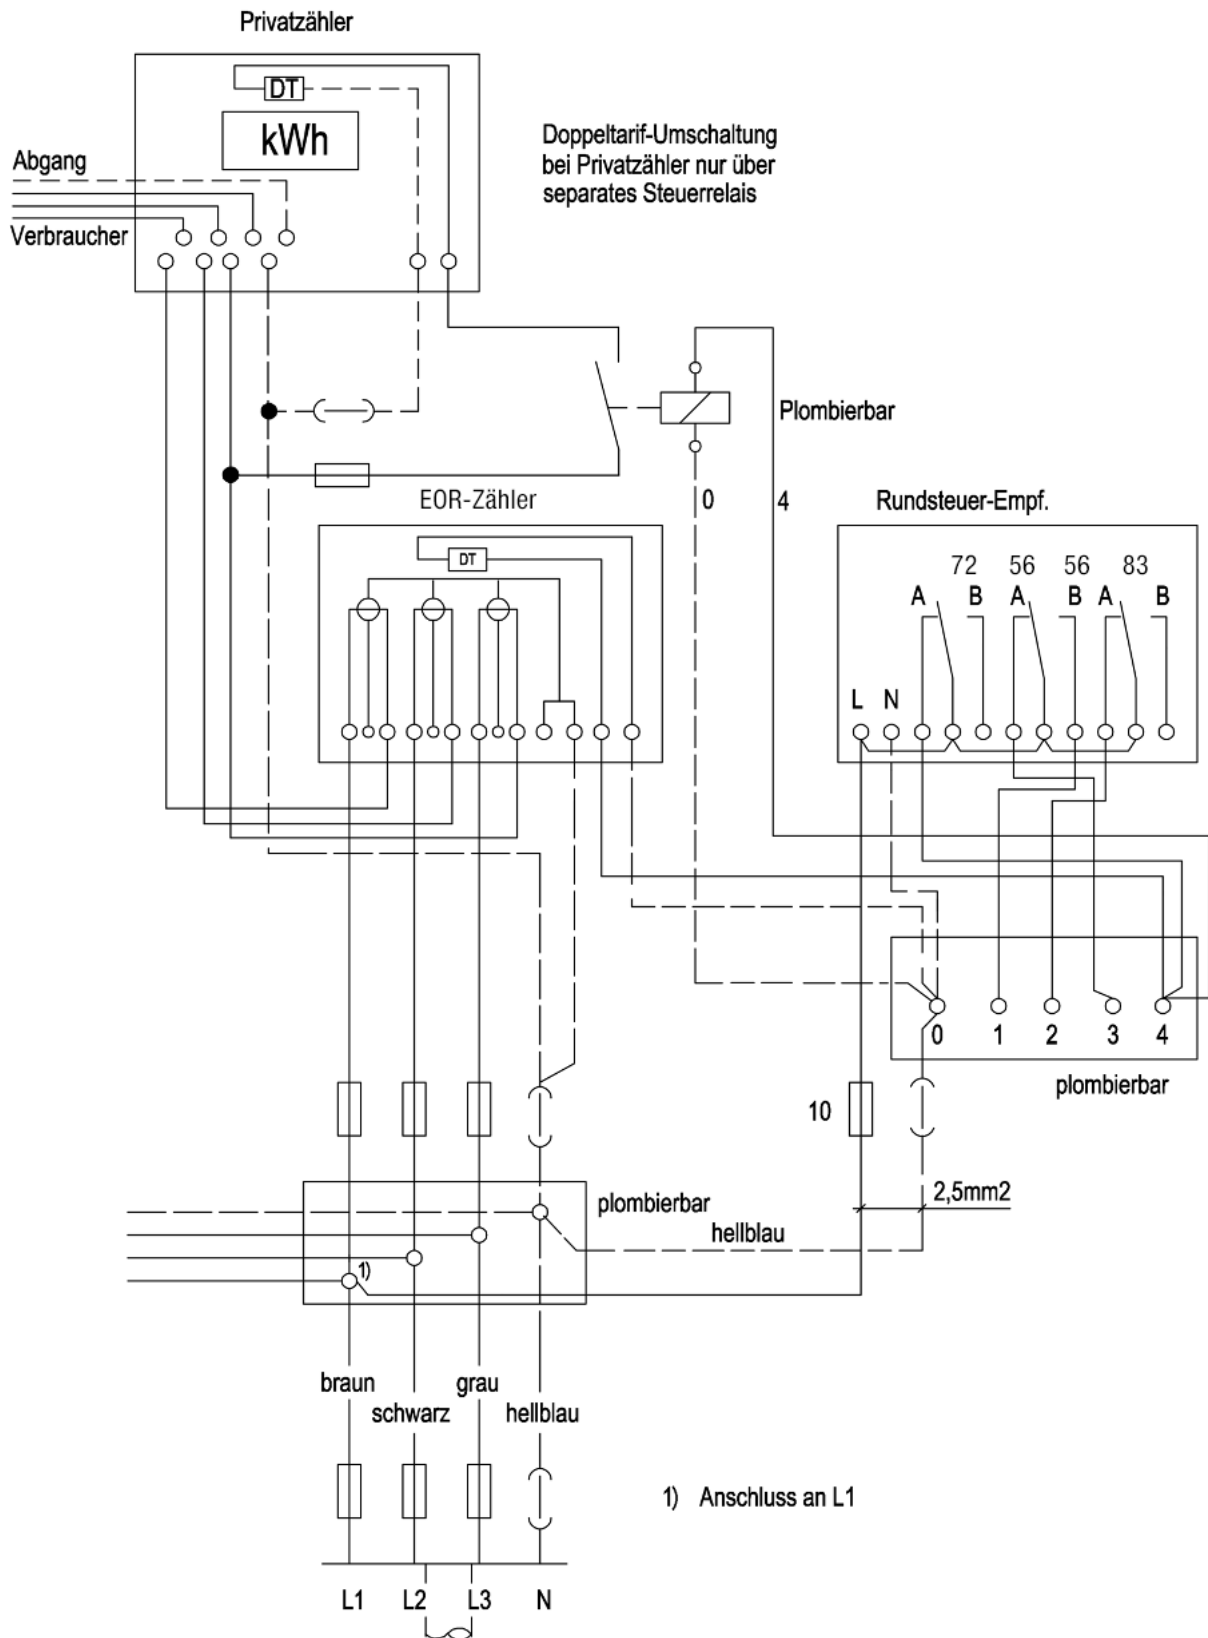 Privatzähler
DT
kWh
Doppeltarif-Umschaltung
bei Privatzähler nur über
separates Steuerrelais
Abgang
Verbraucher
Plombierbar
0
4
EOR-Zähler
Rundsteuer-Empf.
DT
72 56 56 83
A B A B A B
L N
0 1 2 3 4
plombierbar
10
2,5mm2
plombierbar
hellblau
1)
braun
grau
schwarz
hellblau
1) Anschluss an L1
L1 L2 L3 N